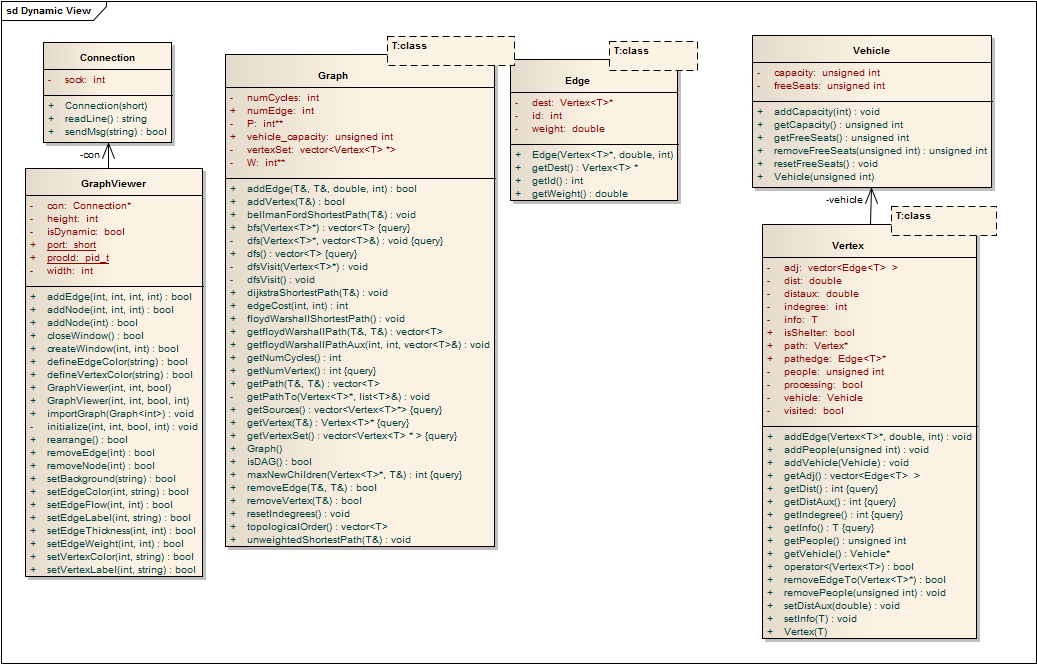 sd Dynamic View
Connection
- sock: int
+ Connection(short)
+ readLine() : string
+ sendMsg(string) : bool
-con
GraphViewer
- con: Connection*
- height: int
- isDynamic: bool
+ port: short
+ procId: pid_t
- width: int
+ addEdge(int, int, int, int) : bool
+ addNode(int, int, int) : bool
+ addNode(int) : bool
+ closeWindow() : bool
+ createWindow(int, int) : bool
+ defineEdgeColor(string) : bool
+ defineVertexColor(string) : bool
+ GraphViewer(int, int, bool)
+ GraphViewer(int, int, bool, int)
+ importGraph(Graph<int>) : void
- initialize(int, int, bool, int) : void
+ rearrange() : bool
+ removeEdge(int) : bool
+ removeNode(int) : bool
+ setBackground(string) : bool
+ setEdgeColor(int, string) : bool
+ setEdgeFlow(int, int) : bool
+ setEdgeLabel(int, string) : bool
+ setEdgeThickness(int, int) : bool
+ setEdgeWeight(int, int) : bool
+ setVertexColor(int, string) : bool
+ setVertexLabel(int, string) : bool
T:class
Graph
- numCycles: int
+ numEdge: int
- P: int**
+ vehicle_capacity: unsigned int
- vertexSet: vector<Vertex<T> *>
- W: int**
+ addEdge(T&, T&, double, int) : bool
+ addVertex(T&) : bool
+ bellmanFordShortestPath(T&) : void
+ bfs(Vertex<T>*) : vector<T> {query}
- dfs(Vertex<T>*, vector<T>&) : void {query}
+ dfs() : vector<T> {query}
- dfsVisit(Vertex<T>*) : void
- dfsVisit() : void
+ dijkstraShortestPath(T&) : void
+ edgeCost(int, int) : int
+ floydWarshallShortestPath() : void
+ getfloydWarshallPath(T&, T&) : vector<T>
+ getfloydWarshallPathAux(int, int, vector<T>&) : void
+ getNumCycles() : int
+ getNumVertex() : int {query}
+ getPath(T&, T&) : vector<T>
- getPathTo(Vertex<T>*, list<T>&) : void
+ getSources() : vector<Vertex<T>*> {query}
+ getVertex(T&) : Vertex<T>* {query}
+ getVertexSet() : vector<Vertex<T> * > {query}
+ Graph()
+ isDAG() : bool
+ maxNewChildren(Vertex<T>*, T&) : int {query}
+ removeEdge(T&, T&) : bool
+ removeVertex(T&) : bool
+ resetIndegrees() : void
+ topologicalOrder() : vector<T>
+ unweightedShortestPath(T&) : void
T:class
Edge
- dest: Vertex<T>*
- id: int
- weight: double
+ Edge(Vertex<T>*, double, int)
+ getDest() : Vertex<T> *
+ getId() : int
+ getWeight() : double
Vehicle
- capacity: unsigned int
- freeSeats: unsigned int
+ addCapacity(int) : void
+ getCapacity() : unsigned int
+ getFreeSeats() : unsigned int
+ removeFreeSeats(unsigned int) : unsigned int
+ resetFreeSeats() : void
+ Vehicle(unsigned int)
-vehicle
T:class
Vertex
- adj: vector<Edge<T> >
- dist: double
- distaux: double
- indegree: int
- info: T
+ isShelter: bool
+ path: Vertex*
+ pathedge: Edge<T>*
- people: unsigned int
- processing: bool
- vehicle: Vehicle
- visited: bool
+ addEdge(Vertex<T>*, double, int) : void
+ addPeople(unsigned int) : void
+ addVehicle(Vehicle) : void
+ getAdj() : vector<Edge<T> >
+ getDist() : int {query}
+ getDistAux() : int {query}
+ getIndegree() : int {query}
+ getInfo() : T {query}
+ getPeople() : unsigned int
+ getVehicle() : Vehicle*
+ operator<(Vertex<T>) : bool
+ removeEdgeTo(Vertex<T>*) : bool
+ removePeople(unsigned int) : void
+ setDistAux(double) : void
+ setInfo(T) : void
+ Vertex(T)